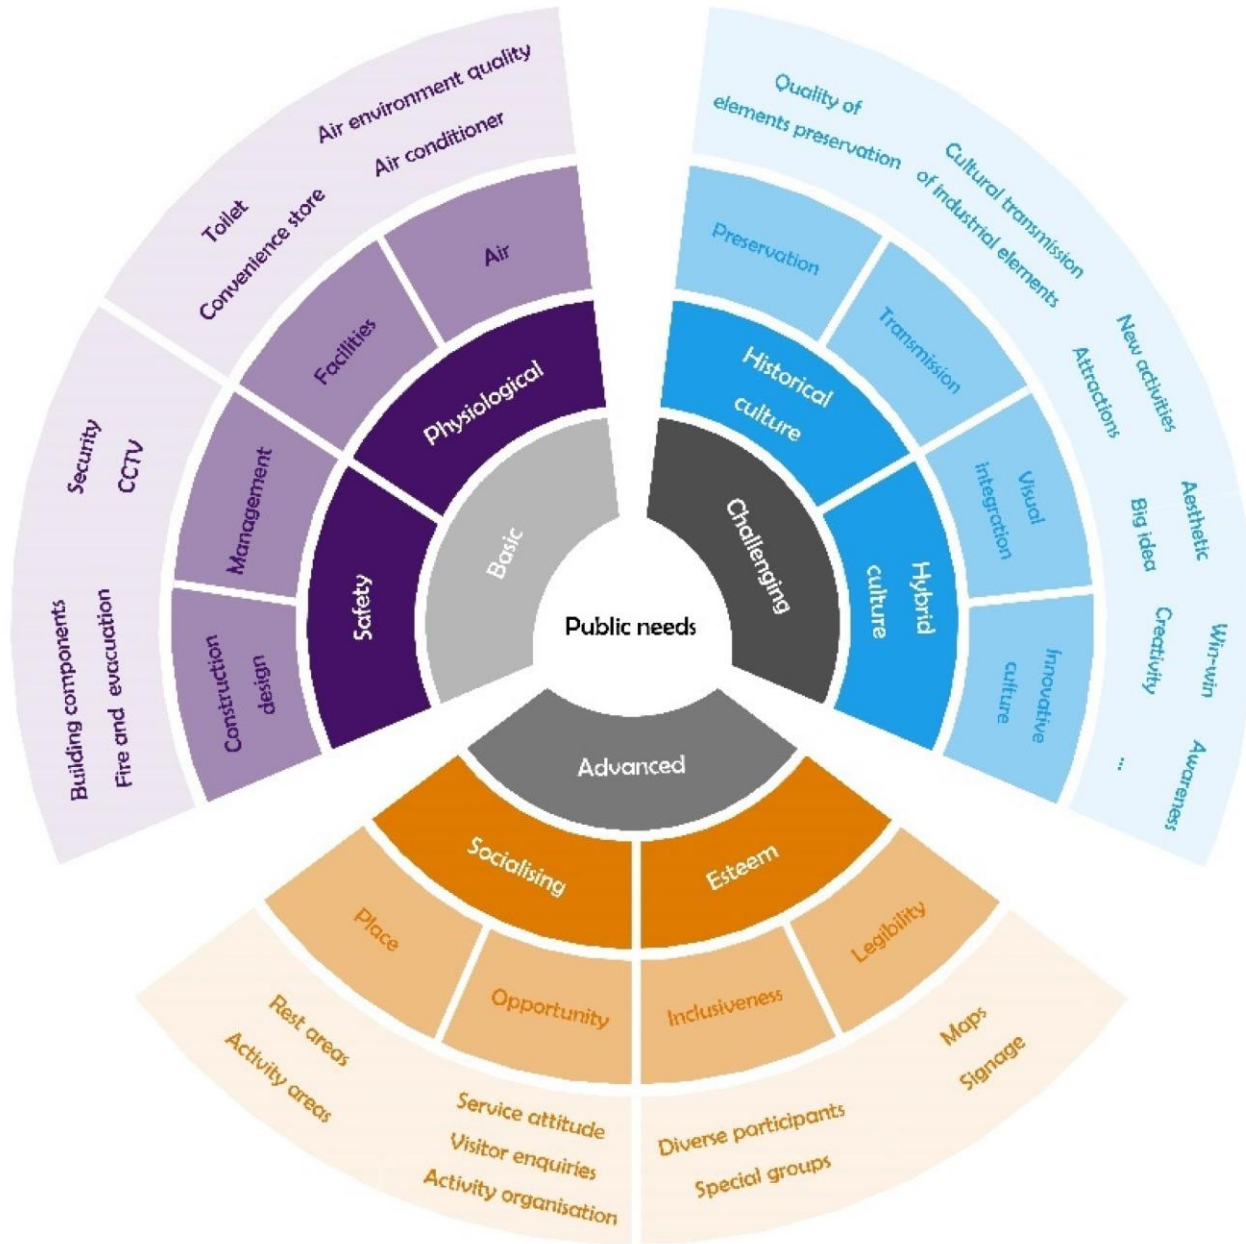 Public needs
Basic
Physiological
Air
Air environment quality
Air conditioner
Facilities
Toilet
Convenience store
Safety
Management
Security
CCTV
Construction
design
Building components
Fire and evacuation
Challenging
Historical
culture
Preservation
Quality of
elements preservation
Transmission
Cultural transmission
of industrial elements
New activities
Attractions
Hybrid
culture
Visual
integration
Aesthetic
Big idea
Innovative
culture
Win-win
Creativity
Awareness
...
Advanced
Socialising
Place
Rest areas
Activity areas
Opportunity
Service attitude
Visitor enquiries
Activity organisation
Esteem
Inclusiveness
Diverse participants
Special groups
Legibility
Maps
Signage